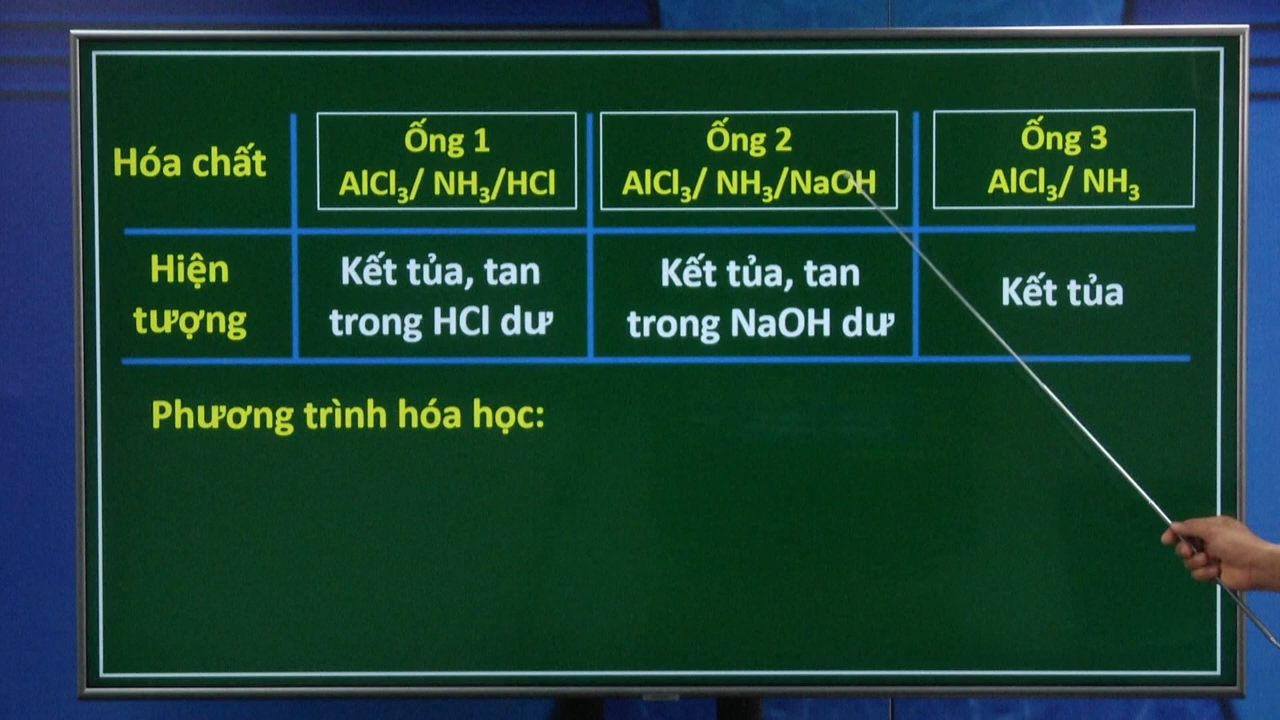 Hóa chất
Ống 1
AlCl₃/ NH₃/HCl
Ống 2
AlCl₃/ NH₃/NaOH
Ống 3
AlCl₃/ NH₃
Hiện
tượng
Kết tủa, tan
trong HCl dư
Kết tủa, tan
trong NaOH dư
Kết tủa
Phương trình hóa học: